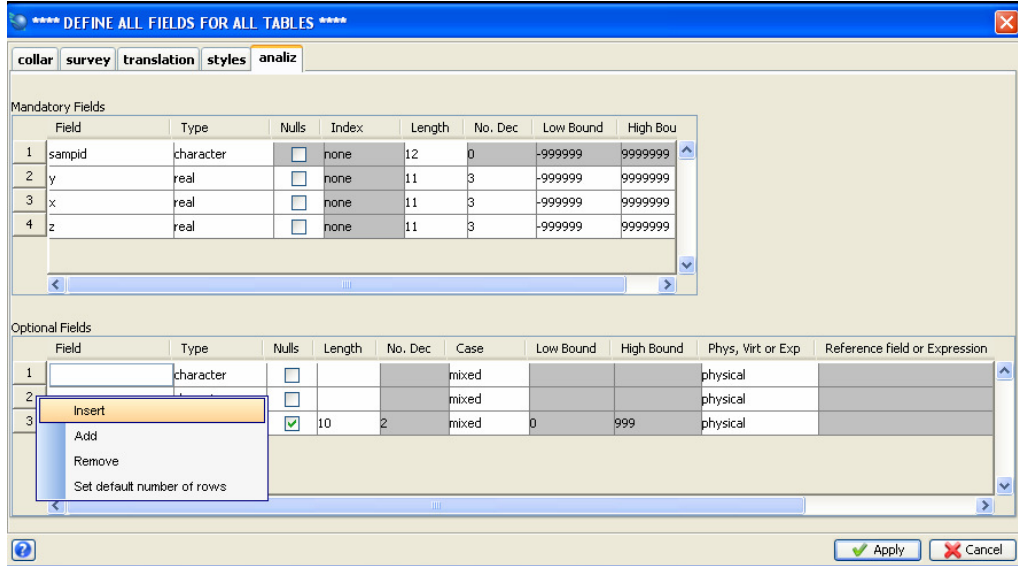 **** DEFINE ALL FIELDS FOR ALL TABLES ****
collar survey translation styles analiz
Mandatory Fields
Field Type Nulls Index Length No. Dec Low Bound High Bou
1 sampid character none 12 0 -999999 9999999
2 y real none 11 3 -999999 9999999
3 x real none 11 3 -999999 9999999
4 z real none 11 3 -999999 9999999
Optional Fields
Field Type Nulls Length No. Dec Case Low Bound High Bound Phys, Virt or Exp Reference field or Expression
1 character mixed physical
2 mixed physical
3 10 2 mixed 0 999 physical
Insert
Add
Remove
Set default number of rows
? Apply Cancel